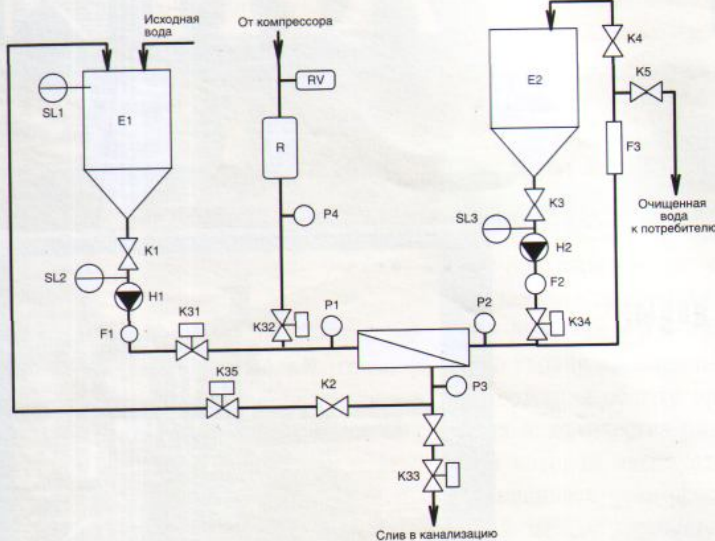 Исходная
вода
От компрессора
K4
RV
K5
SL1
E1
E2
R
F3
K3
P4
SL3
Очищенная
вода
к потребителю
K1
H2
SL2
H1
K31
F2
P1
P2
F1
K32
K34
K35
K2
P3
K33
Слив в канализацию